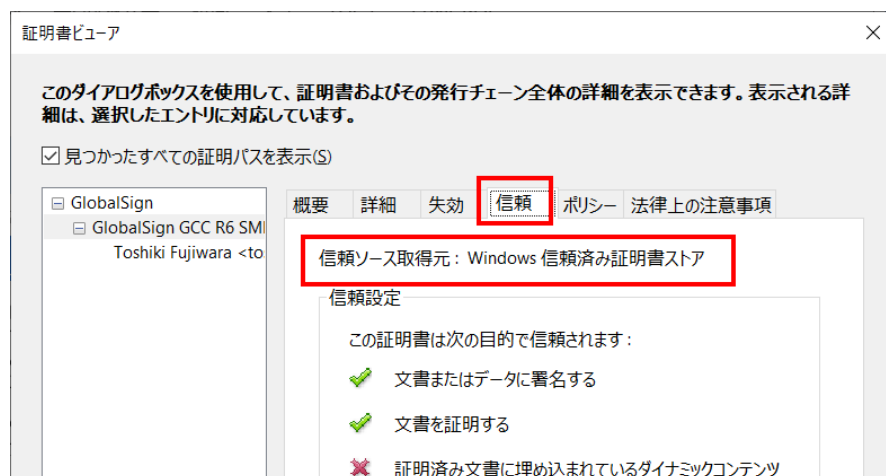 証明書ビューア
このダイアログボックスを使用して、証明書およびその発行チェーン全体の詳細を表示できます。表示される詳
細は、選択したエントリに対応しています。
見つかったすべての証明パスを表示(S)
GlobalSign
GlobalSign GCC R6 SMI
Toshiki Fujiwara <to
概要 詳細 失効 信頼 ポリシー 法律上の注意事項
信頼ソース取得元: Windows 信頼済み証明書ストア
信頼設定
この証明書は次の目的で信頼されます:
文書またはデータに署名する
文書を証明する
証明済み文書に埋め込まれているダイナミックコンテンツ